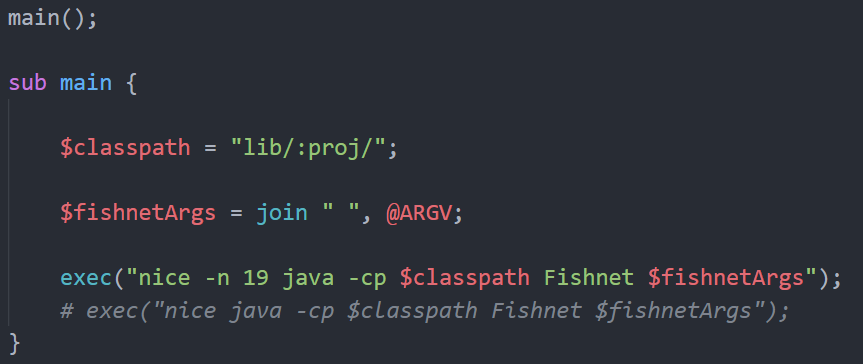 main();
sub main {
$classpath = "lib/:proj/";
$fishnetArgs = join " ", @ARGV;
exec("nice -n 19 java -cp $classpath Fishnet $fishnetArgs");
# exec("nice java -cp $classpath Fishnet $fishnetArgs");
}